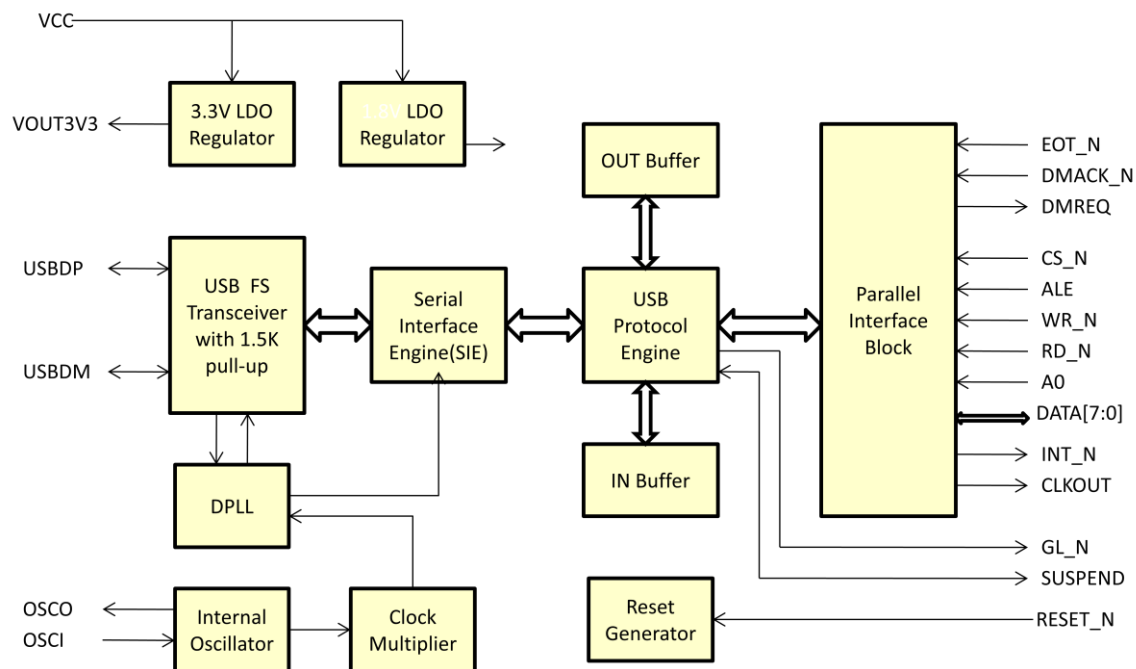 VCC
VOUT3V3
3.3V LDO
Regulator
1.8V LDO
Regulator
OUT Buffer
EOT_N
DMACK_N
DMREQ
CS_N
ALE
WR_N
RD_N
A0
DATA[7:0]
INT_N
CLKOUT
Parallel
Interface
Block
USBDP
USBDM
USB FS
Transceiver
with 1.5K
pull-up
Serial
Interface
Engine(SIE)
USB
Protocol
Engine
IN Buffer
DPLL
GL_N
SUSPEND
OSCO
OSCI
Internal
Oscillator
Clock
Multiplier
Reset
Generator
RESET_N